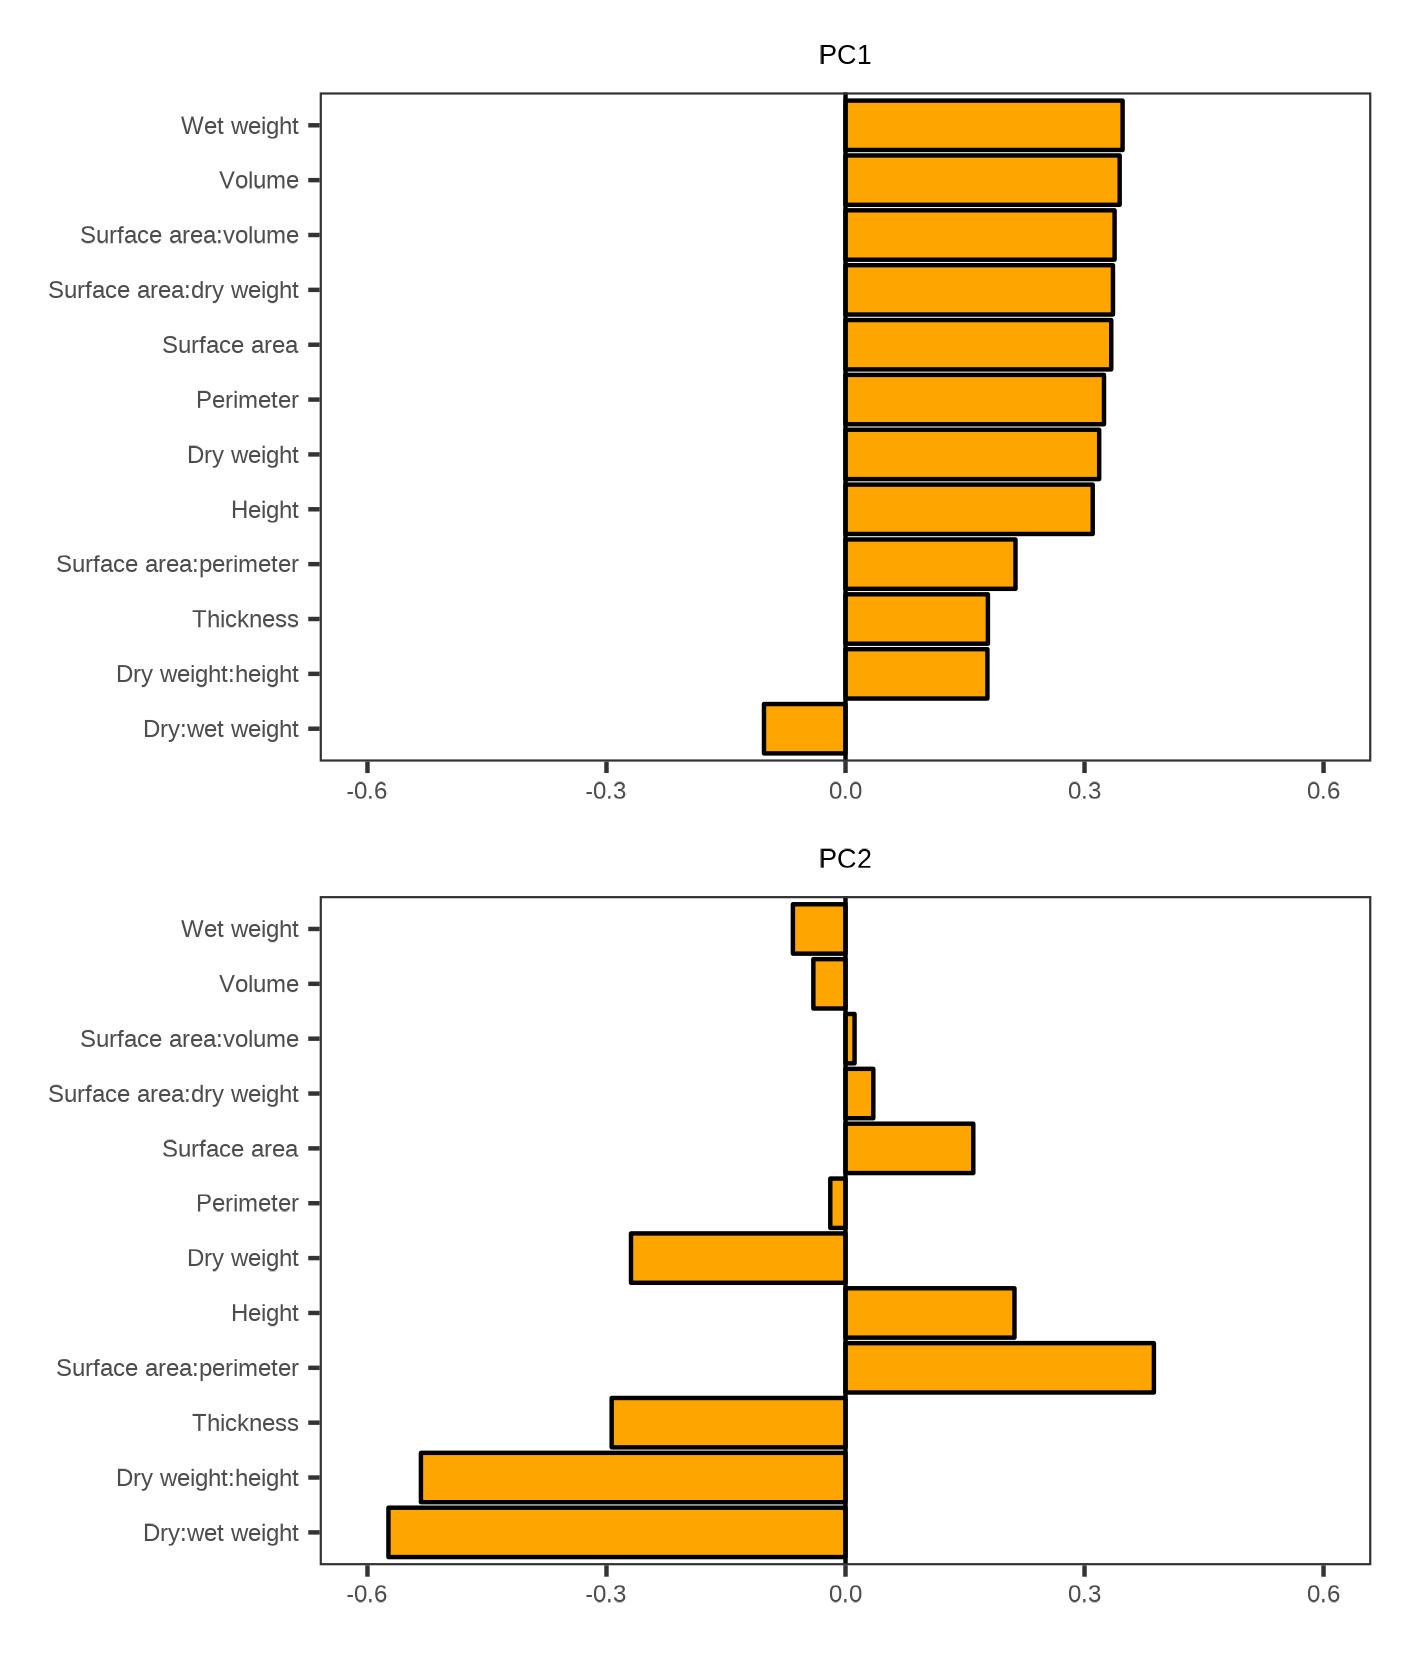 PC1
Wet weight
Volume
Surface area:volume
Surface area:dry weight
Surface area
Perimeter
Dry weight
Height
Surface area:perimeter
Thickness
Dry weight:height
Dry:wet weight
-0.6 -0.3 0.0 0.3 0.6
PC2
Wet weight
Volume
Surface area:volume
Surface area:dry weight
Surface area
Perimeter
Dry weight
Height
Surface area:perimeter
Thickness
Dry weight:height
Dry:wet weight
-0.6 -0.3 0.0 0.3 0.6